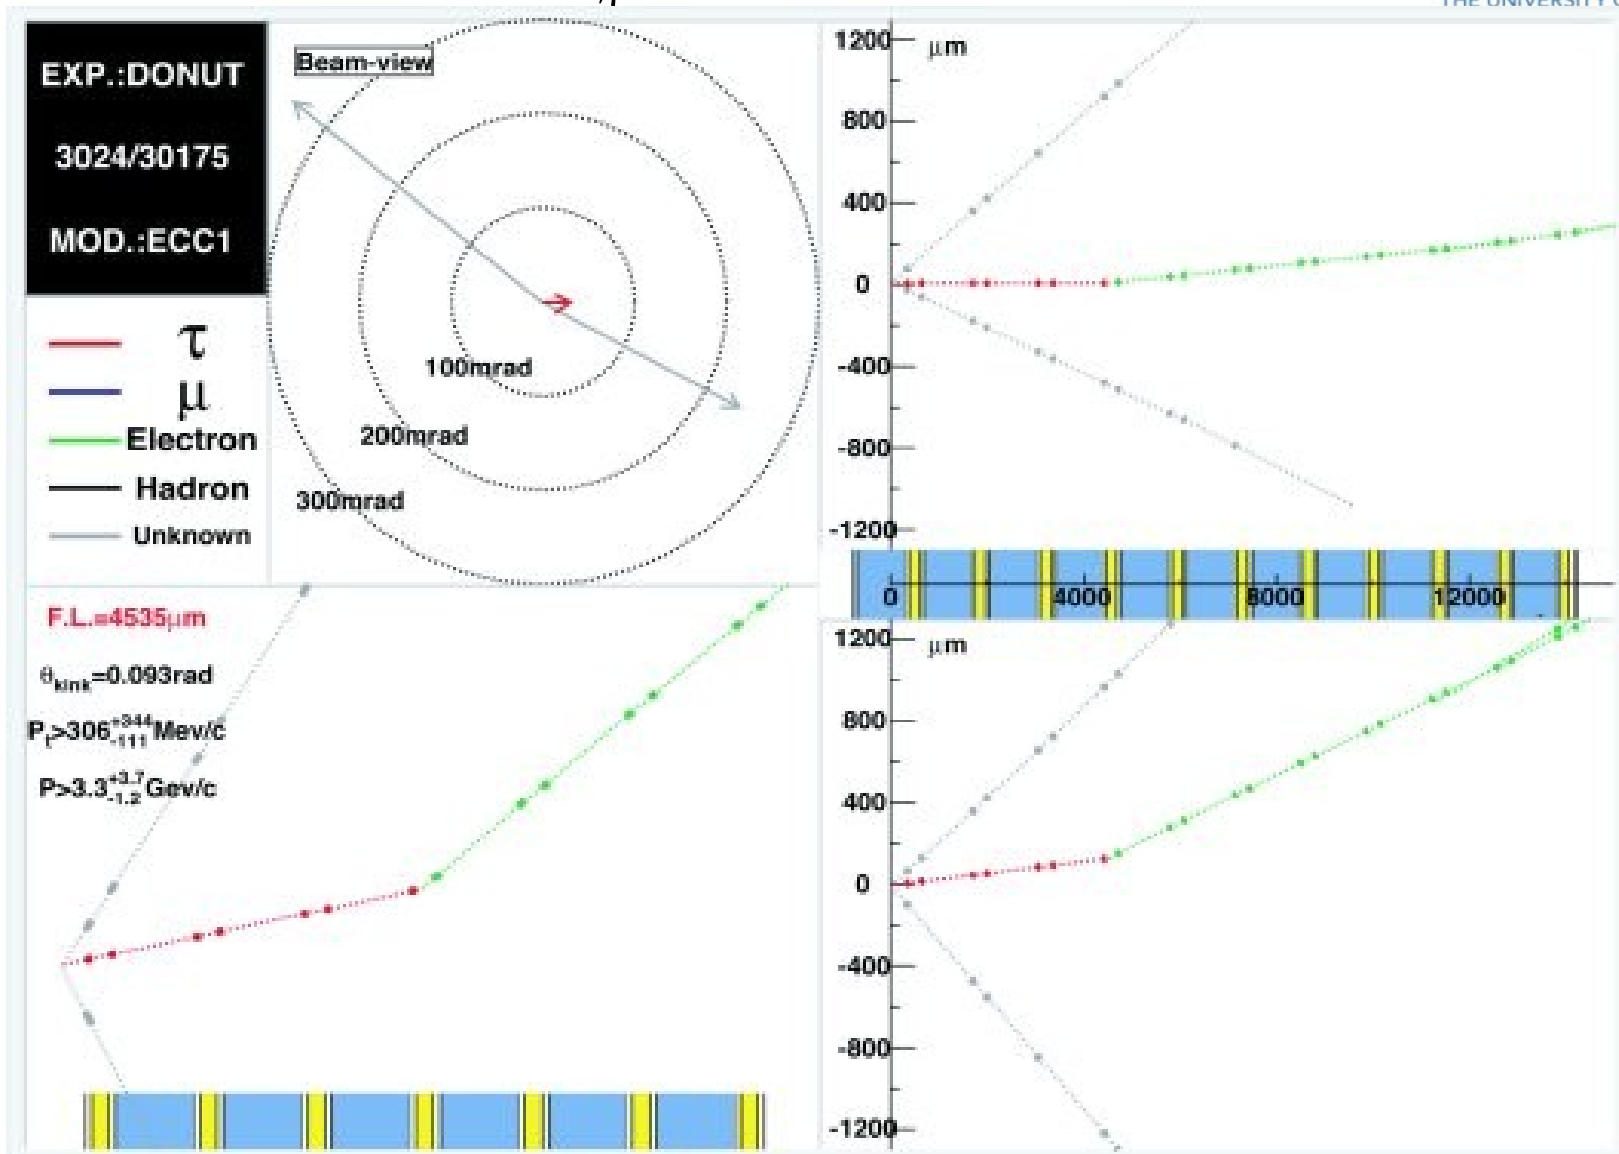 THE UNIVERSITY O
EXP.:DONUT
3024/30175
MOD.:ECC1
Beam-view
100mrad
200mrad
300mrad
τ
μ
Electron
Hadron
Unknown
1200
μm
800
400
0
-400
-800
-1200
0 4000 8000 12000
F.L.=4535μm
θkink=0.093rad
Pt>306+344-111Mev/c
P>3.3+3.7-1.2Gev/c
1200
μm
800
400
0
-400
-800
-1200